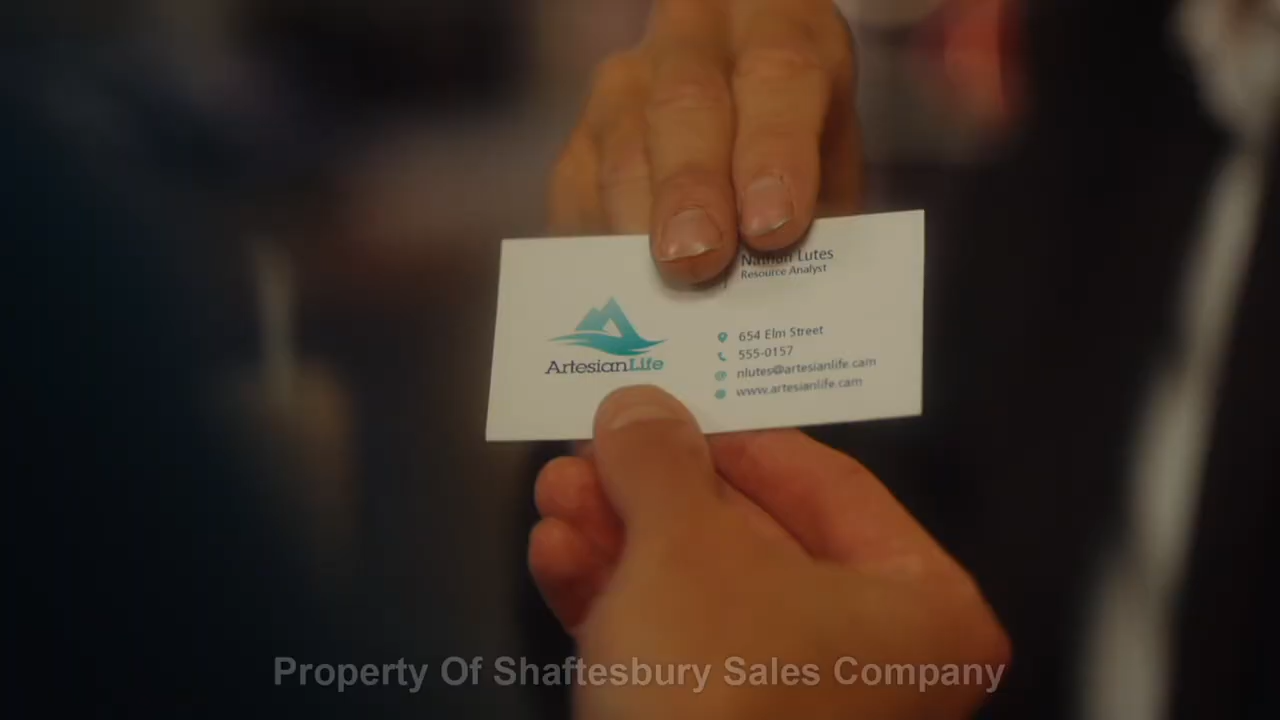 Nathan Lutes
Resource Analyst
654 Elm Street
555-0157
nlutes@artesianlife.cam
www.artesianlife.cam
ArtesianLife
Property Of Shaftesbury Sales Company